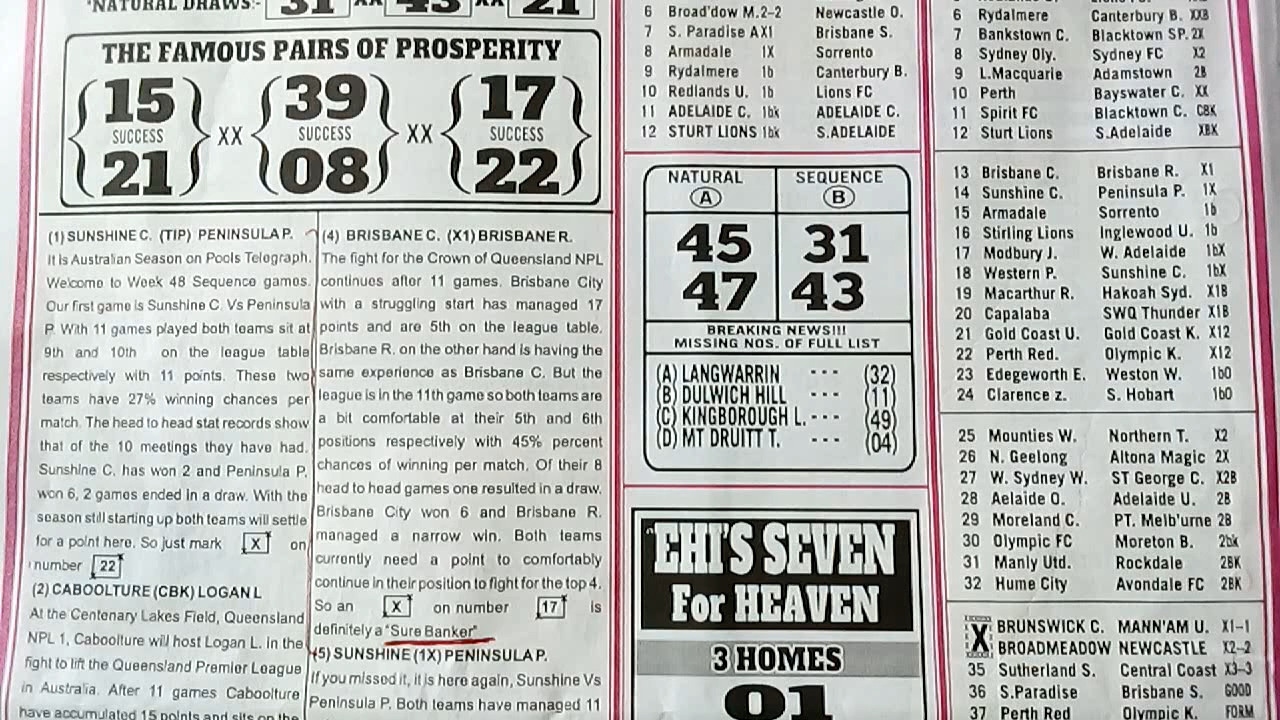 "NATURAL DRAWS:- 31 XX 43 XX 21
THE FAMOUS PAIRS OF PROSPERITY
15 39 17
SUCCESS XX SUCCESS XX SUCCESS
21 08 22
(1) SUNSHINE C. (TIP) PENINSULA P.
It is Australian Season on Pools Telegraph.
Welcome to Week 48 Sequence games.
Our first game is Sunshine C. Vs Peninsula
P. With 11 games played both teams sit at
9th and 10th on the league table
respectively with 11 points. These two
teams have 27% winning chances per
match. The head to head stat records show
that of the 10 meetings they have had.
Sunshine C. has won 2 and Peninsula P.
won 6, 2 games ended in a draw. With the
season still starting up both teams will settle
for a point here. So just mark X on
number 22
(2) CABOOLTURE (CBK) LOGAN L
At the Centenary Lakes Field, Queensland
NPL 1, Caboolture will host Logan L. in the
fight to lift the Queensland Premier League
in Australia. After 11 games Caboolture
have accumulated 15 points and sits on the
(4) BRISBANE C. (X1) BRISBANE R.
The fight for the Crown of Queensland NPL
continues after 11 games. Brisbane City
with a struggling start has managed 17
points and are 5th on the league table.
Brisbane R. on the other hand is having the
same experience as Brisbane C. But the
league is in the 11th game so both teams are
a bit comfortable at their 5th and 6th
positions respectively with 45% percent
chances of winning per match. Of their 8
head to head games one resulted in a draw.
Brisbane City won 6 and Brisbane R.
managed a narrow win. Both teams
currently need a point to comfortably
continue in their position to fight for the top 4.
So an X on number 17 is
definitely a "Sure Banker"
(5) SUNSHINE (1X) PENINSULA P.
If you missed it, it is here again, Sunshine Vs
Peninsula P. Both teams have managed 11
6 Broad'dow M. 2–2 Newcastle O.
7 S. Paradise AX1 Brisbane S.
8 Armadale 1X Sorrento
9 Rydalmere 1b Canterbury B.
10 Redlands U. 1b Lions FC
11 ADELAIDE C. 1bk ADELAIDE C.
12 STURT LIONS 1bk S.ADELAIDE
NATURAL SEQUENCE
A B
45 31
47 43
BREAKING NEWS!!!
MISSING NOS. OF FULL LIST
(A) LANGWARRIN --- (32)
(B) DULWICH HILL --- (11)
(C) KINGBOROUGH L. --- (49)
(D) MT DRUITT T. --- (04)
"EHI'S SEVEN
For HEAVEN
3 HOMES
01
6 Rydalmere Canterbury B. XXB
7 Bankstown C. Blacktown SP. 2X
8 Sydney Oly. Sydney FC X2
9 L.Macquarie Adamstown 2B
10 Perth Bayswater C. XX
11 Spirit FC Blacktown C. CBK
12 Sturt Lions S.Adelaide XBX
13 Brisbane C. Brisbane R. X1
14 Sunshine C. Peninsula P. 1X
15 Armadale Sorrento 1b
16 Stirling Lions Inglewood U. 1b
17 Modbury J. W. Adelaide 1bX
18 Western P. Sunshine C. 1bX
19 Macarthur R. Hakoah Syd. X1B
20 Capalaba SWQ Thunder X1B
21 Gold Coast U. Gold Coast K. X12
22 Perth Red. Olympic K. X12
23 Edegeworth E. Weston W. 1b0
24 Clarence z. S. Hobart 1b0
25 Mounties W. Northern T. X2
26 N. Geelong Altona Magic 2X
27 W. Sydney W. ST George C. X2B
28 Aelaide O. Adelaide U. 2B
29 Moreland C. PT. Melb'urne 2B
30 Olympic FC Moreton B. 2bk
31 Manly Utd. Rockdale 2BK
32 Hume City Avondale FC 2BK
X BRUNSWICK C. MANN'AM U. X1–1
BROADMEADOW NEWCASTLE X2–2
35 Sutherland S. Central Coast X3–3
36 S.Paradise Brisbane S. GOOD
37 Perth Red Olympic K. FORM